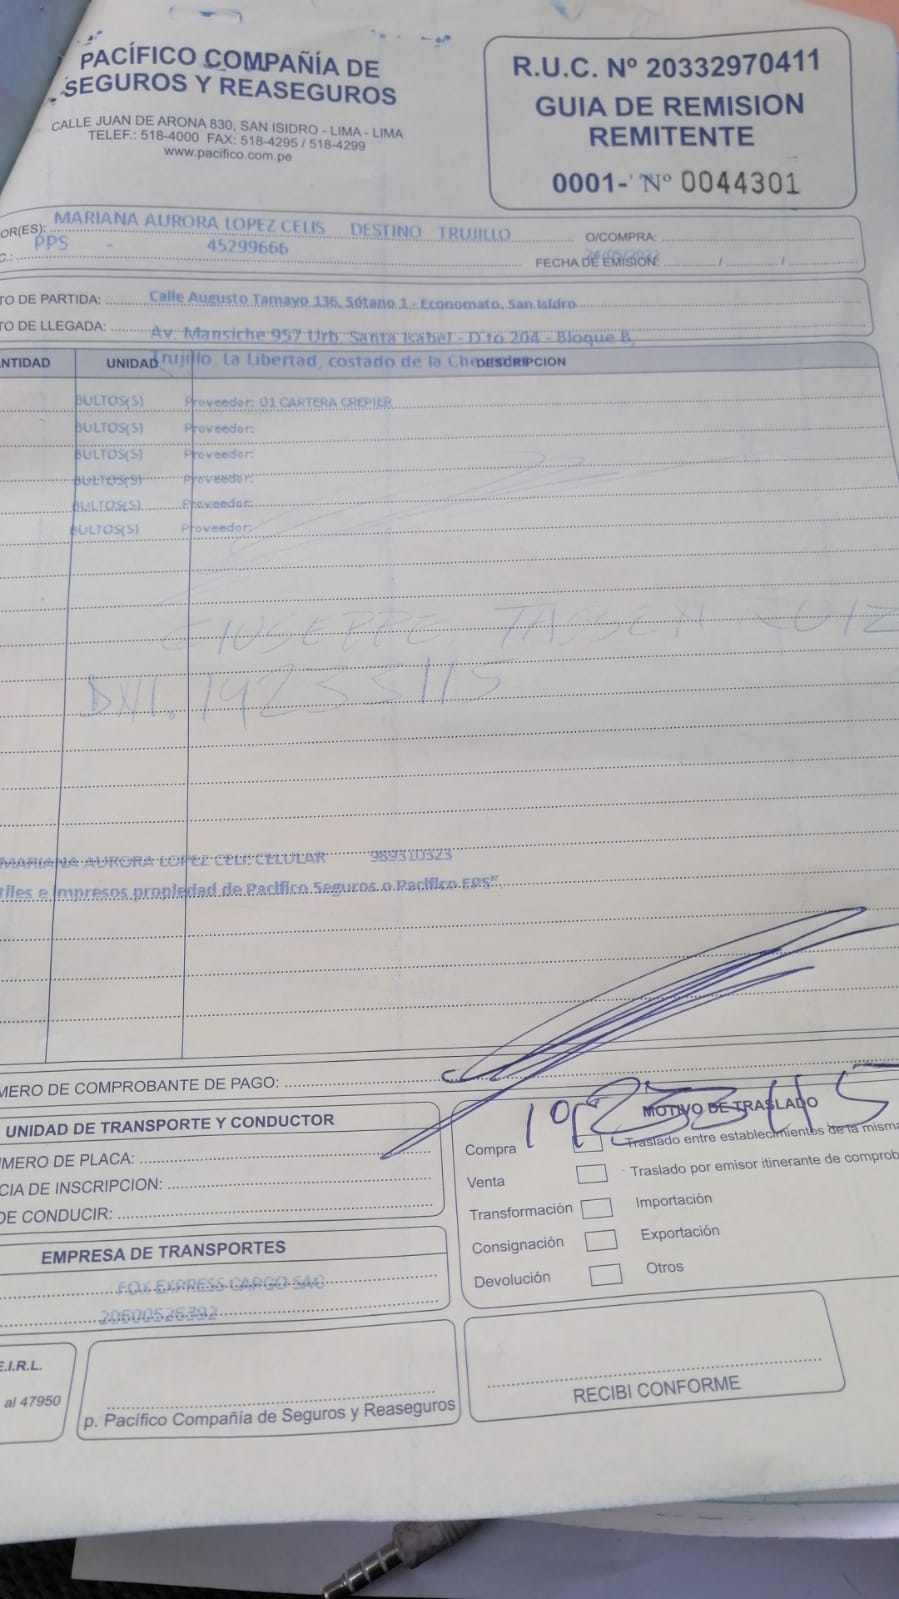 PACÍFICO COMPAÑÍA DE
SEGUROS Y REASEGUROS
CALLE JUAN DE ARONA 830, SAN ISIDRO - LIMA - LIMA
TELEF.: 518-4000 FAX: 518-4295 / 518-4299
www.pacifico.com.pe
R.U.C. Nº 20332970411
GUIA DE REMISION
REMITENTE
0001- Nº 0044301
OR(ES): MARIANA AURORA LOPEZ CELIS DESTINO TRUJILLO
O/COMPRA:
C.: PPS - 45299666
FECHA DE EMISION: / /
TO DE PARTIDA: Calle Augusto Tamayo 136, Sótano 1 - Economato, San Isidro
TO DE LLEGADA: Av. Mansiche 957 Urb. Santa Isabel - Dto 204 - Bloque B,
Trujillo, La Libertad, costado de la
NTIDAD UNIDAD DESCRIPCION
BULTOS(S) Proveedor: 01 CARTERA CREPIER
BULTOS(S) Proveedor:
BULTOS(S) Proveedor:
BULTOS(S) Proveedor:
BULTOS(S) Proveedor:
BULTOS(S) Proveedor:
GIUSEPPE
DNI.
MARIANA AURORA LOPEZ CELI: CELULAR 989310323
tiles e impresos propiedad de Pacifico Seguros o Pacifico EPS"
MERO DE COMPROBANTE DE PAGO:
UNIDAD DE TRANSPORTE Y CONDUCTOR
MERO DE PLACA:
CIA DE INSCRIPCION:
DE CONDUCIR:
EMPRESA DE TRANSPORTES
FOX EXPRESS CARGO SAC
20600526392
MOTIVO DE TRASLADO
Compra Traslado entre establecimientos de la misma
Venta Traslado por emisor itinerante de comprob
Transformación Importación
Consignación Exportación
Devolución Otros
E.I.R.L.
al 47950
p. Pacífico Compañía de Seguros y Reaseguros
RECIBI CONFORME